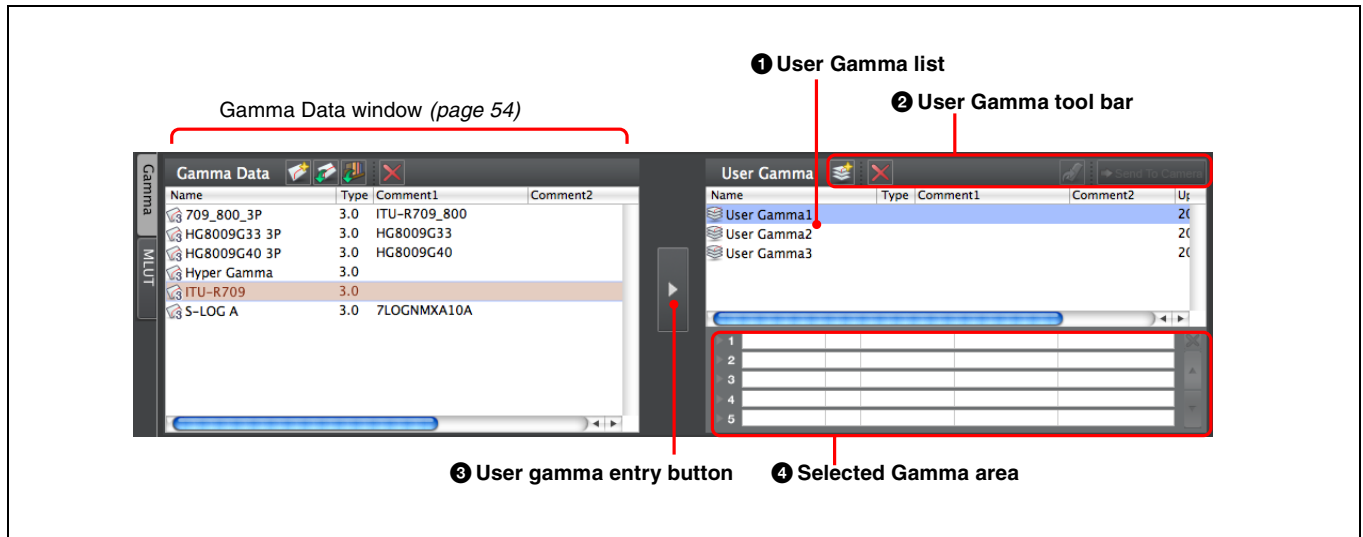 ❶ User Gamma list
❷ User Gamma tool bar
Gamma Data window (page 54)
Gamma
MLUT
Gamma Data
Name Type Comment1 Comment2
709_800_3P 3.0 ITU-R709_800
HG8009G33 3P 3.0 HG8009G33
HG8009G40 3P 3.0 HG8009G40
Hyper Gamma 3.0
ITU-R709 3.0
S-LOG A 3.0 7LOGNMXA10A
User Gamma
Send To Camera
Name Type Comment1 Comment2
User Gamma1 20
User Gamma2 20
User Gamma3 20
1
2
3
4
5
❸ User gamma entry button
❹ Selected Gamma area